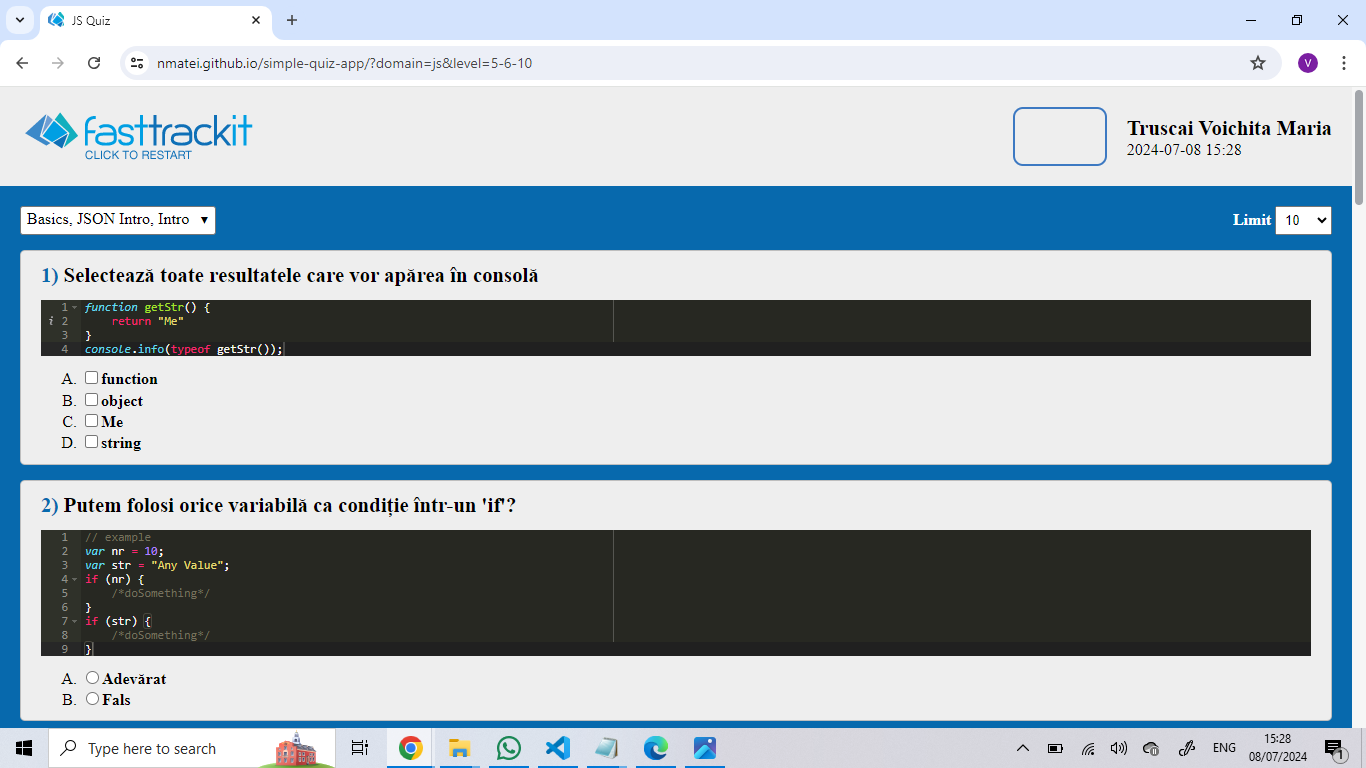 JS Quiz
nmatei.github.io/simple-quiz-app/?domain=js&level=5-6-10
V
fasttrackit
CLICK TO RESTART
Truscai Voichita Maria
2024-07-08 15:28
Basics, JSON Intro, Intro
Limit 10
1) Selectează toate resultatele care vor apărea în consolă
1 function getStr() {
i 2 return "Me"
3 }
4 console.info(typeof getStr());
A. function
B. object
C. Me
D. string
2) Putem folosi orice variabilă ca condiție într-un 'if'?
1 // example
2 var nr = 10;
3 var str = "Any Value";
4 if (nr) {
5 /*doSomething*/
6 }
7 if (str) {
8 /*doSomething*/
9 }
A. Adevărat
B. Fals
Type here to search
ENG
15:28
08/07/2024
1